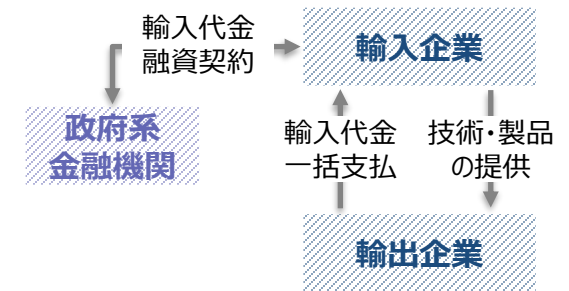 輸入代金
融資契約
輸入企業
政府系
金融機関
輸入代金
一括支払
技術・製品
の提供
輸出企業